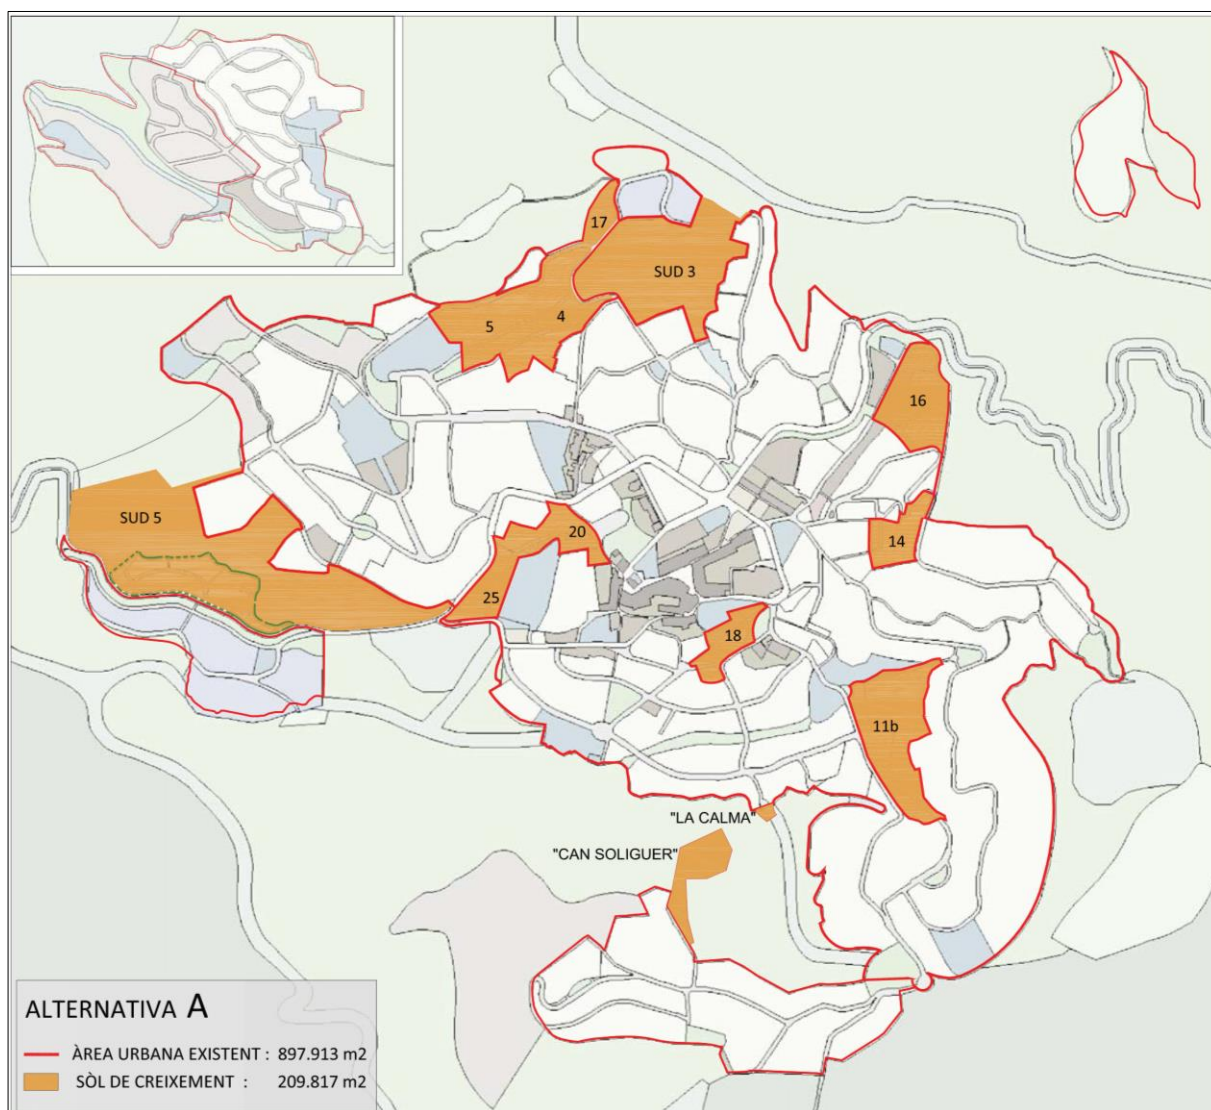 17
SUD 3
4
5
16
SUD 5
20
14
25
18
11b
"LA CALMA"
"CAN SOLIGUER"
ALTERNATIVA A
ÀREA URBANA EXISTENT : 897.913 m2
SÒL DE CREIXEMENT : 209.817 m2